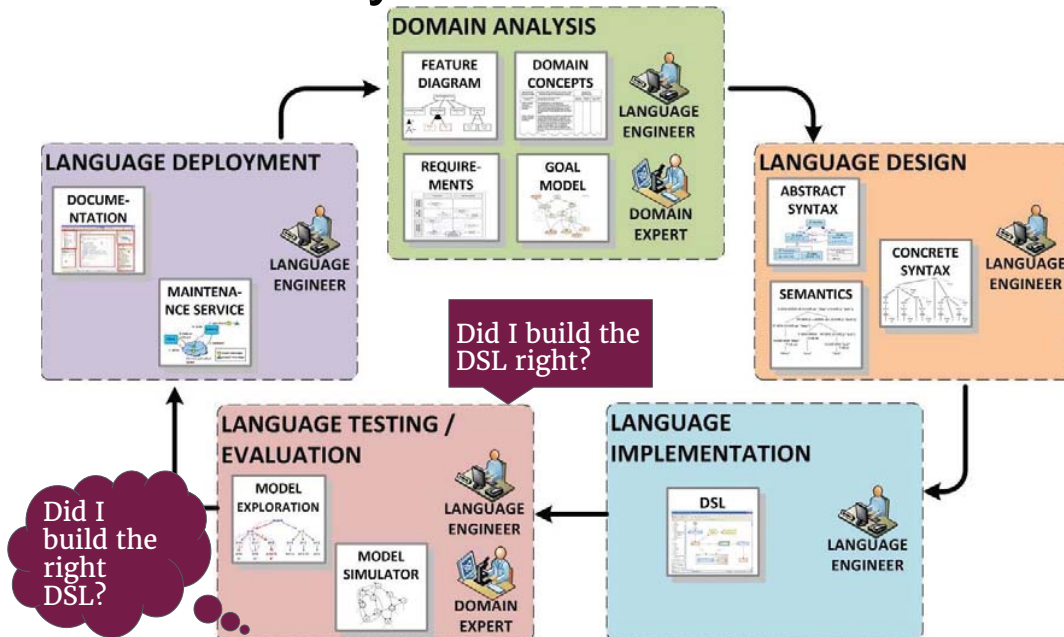 DOMAIN ANALYSIS
FEATURE
DIAGRAM
DOMAIN
CONCEPTS
LANGUAGE
ENGINEER
REQUIRE-
MENTS
GOAL
MODEL
DOMAIN
EXPERT
LANGUAGE DEPLOYMENT
DOCUME-
NTATION
LANGUAGE
ENGINEER
MAINTENA-
NCE SERVICE
LANGUAGE DESIGN
ABSTRACT
SYNTAX
CONCRETE
SYNTAX
LANGUAGE
ENGINEER
SEMANTICS
Did I build the
DSL right?
LANGUAGE TESTING /
EVALUATION
MODEL
EXPLORATION
LANGUAGE
ENGINEER
MODEL
SIMULATOR
DOMAIN
EXPERT
LANGUAGE
IMPLEMENTATION
DSL
LANGUAGE
ENGINEER
Did I
build the
right
DSL?